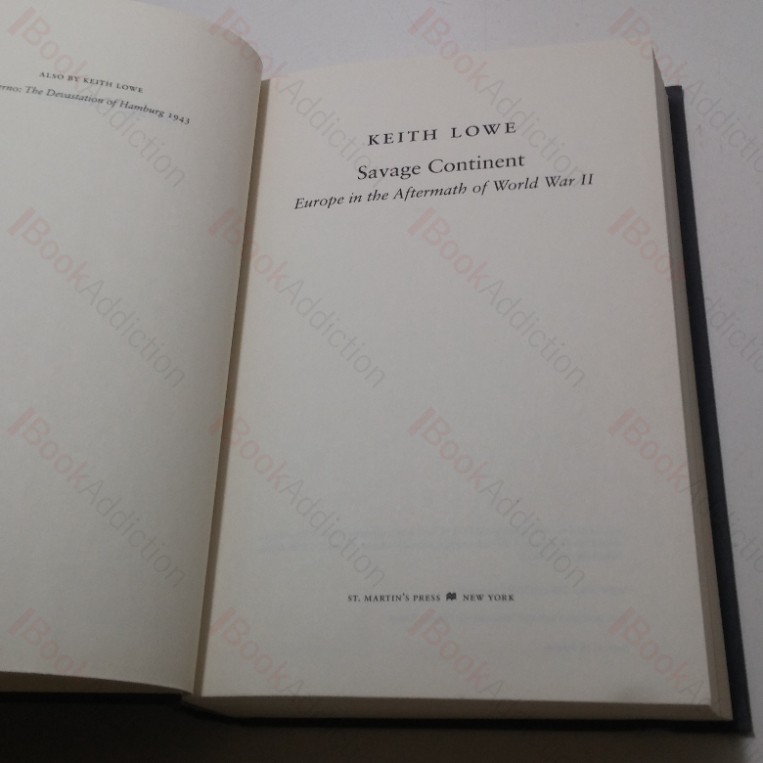 ALSO BY KEITH LOWE
The Devastation of Hamburg 1943
KEITH LOWE
Savage Continent
Europe in the Aftermath of World War II
ST. MARTIN'S PRESS NEW YORK
BookAddiction